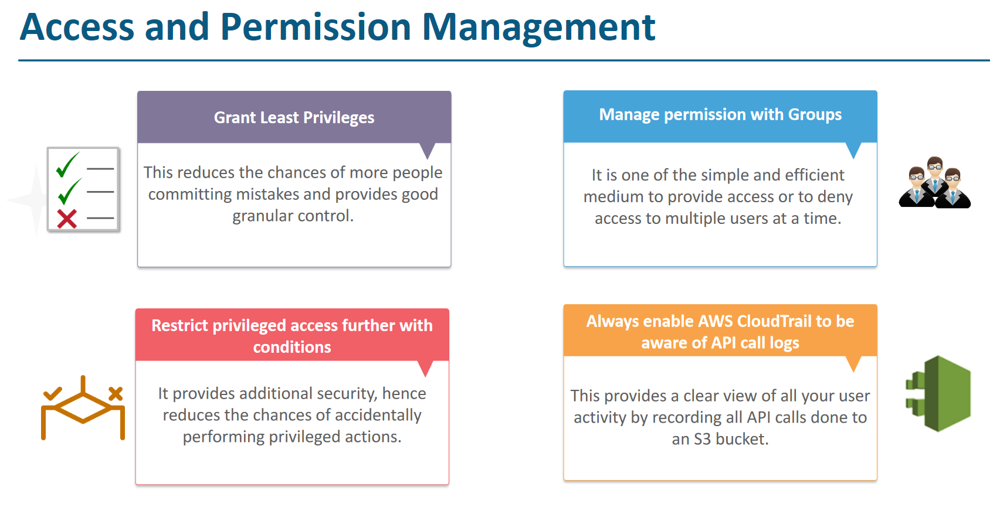 Access and Permission Management
Grant Least Privileges
This reduces the chances of more people
committing mistakes and provides good
granular control.
Manage permission with Groups
It is one of the simple and efficient
medium to provide access or to deny
access to multiple users at a time.
Restrict privileged access further with
conditions
It provides additional security, hence
reduces the chances of accidentally
performing privileged actions.
Always enable AWS CloudTrail to be
aware of API call logs
This provides a clear view of all your user
activity by recording all API calls done to
an S3 bucket.